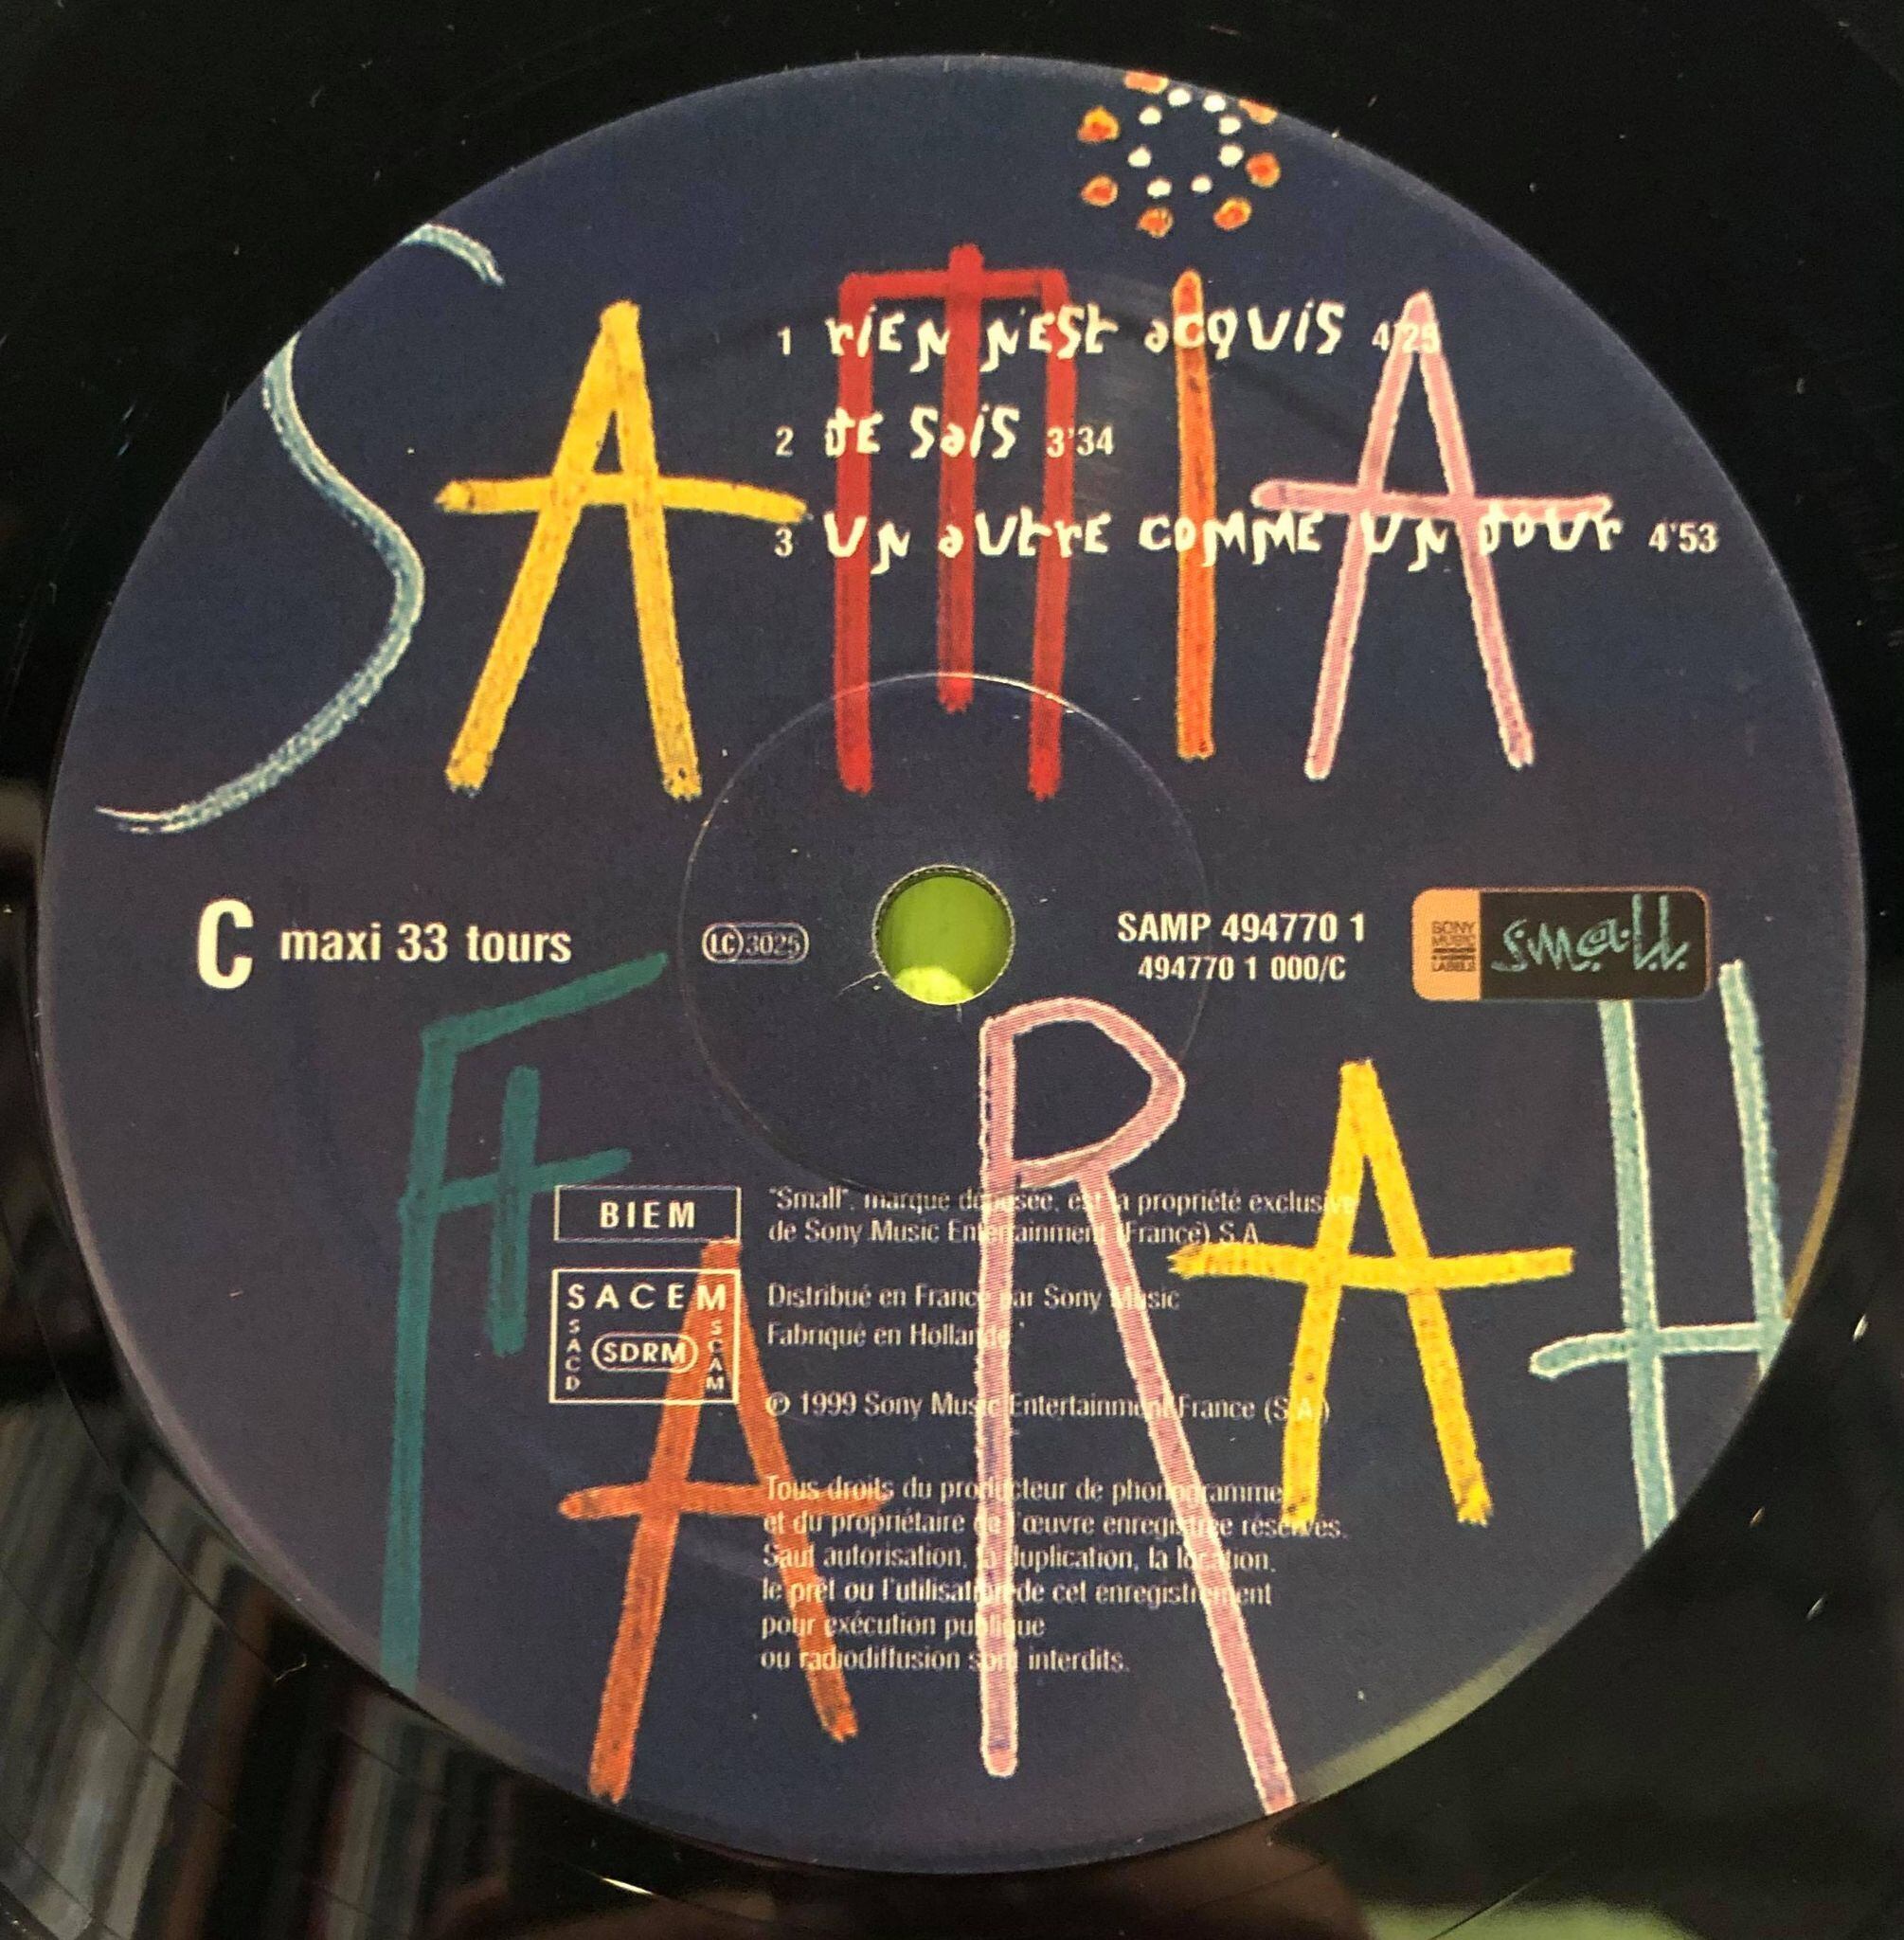 SAMIA
1 rien n'est acquis 4'25
2 Je sais 3'34
3 un autre comme un jour 4'53
C maxi 33 tours
LC 3025
SAMP 494770 1
494770 1 000/C
SONY
MUSIC
LABELS
small
FARAH
BIEM
SACEM
SACD
SDRM
SCAM
"Small", marque déposée, est la propriété exclusive
de Sony Music Entertainment (France) S.A.
Distribué en France par Sony Music
Fabriqué en Hollande
℗ 1999 Sony Music Entertainment France (S.A.)
Tous droits du producteur de phonogramme
et du propriétaire de l'œuvre enregistrée réservés.
Sauf autorisation, la duplication, la location,
le prêt ou l'utilisation de cet enregistrement
pour exécution publique
ou radiodiffusion sont interdits.